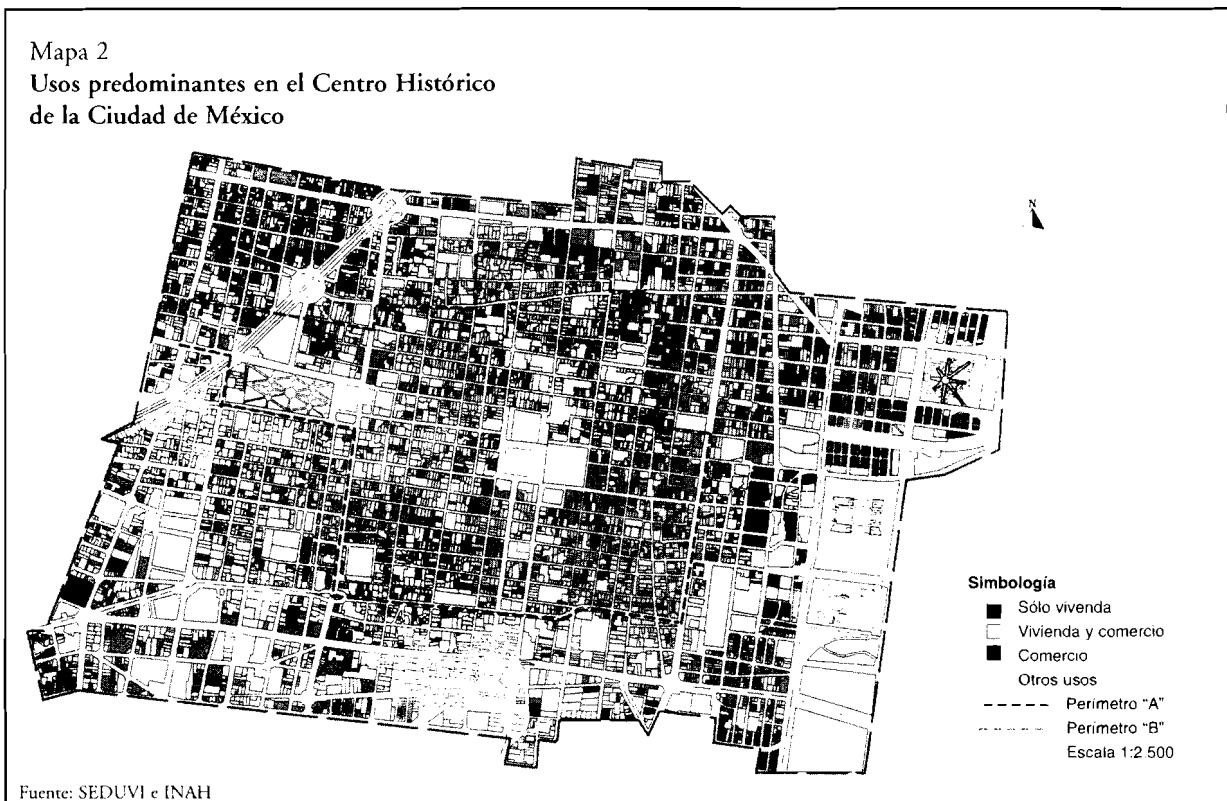 Mapa 2
Usos predominantes en el Centro Histórico
de la Ciudad de México
N
Simbología
Sólo vivenda
Vivienda y comercio
Comercio
Otros usos
Perímetro "A"
Perímetro "B"
Escala 1:2 500
Fuente: SEDUVI e INAH